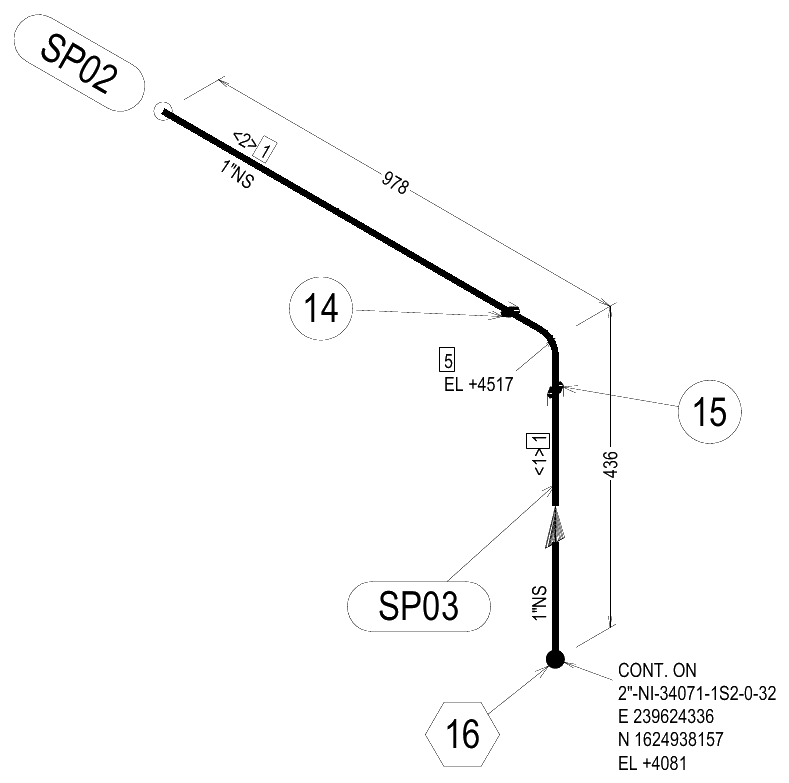 SP02
<2> 1
1"NS
978
14
5
EL +4517
15
<1> 1
436
SP03
1"NS
16
CONT. ON
2"-NI-34071-1S2-0-32
E 239624336
N 1624938157
EL +4081